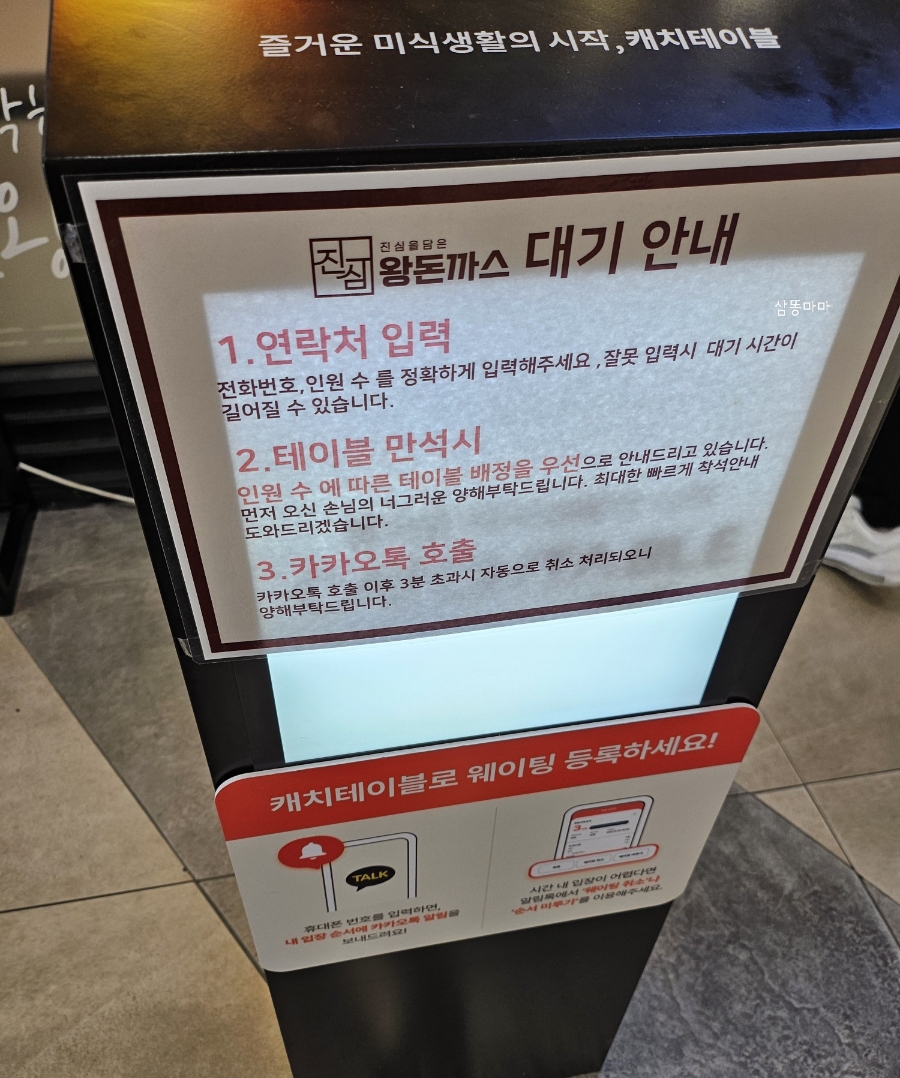 즐거운 미식생활의 시작,캐치테이블
진심
진심을담은
왕돈까스 대기 안내
삼똥마마
1.연락처 입력
전화번호,인원 수 를 정확하게 입력해주세요 ,잘못 입력시 대기 시간이
길어질 수 있습니다.
2.테이블 만석시
인원 수 에 따른 테이블 배정을 우선으로 안내드리고 있습니다.
먼저 오신 손님의 너그러운 양해부탁드립니다. 최대한 빠르게 착석안내
도와드리겠습니다.
3.카카오톡 호출
카카오톡 호출 이후 3분 초과시 자동으로 취소 처리되오니
양해부탁드립니다.
캐치테이블로 웨이팅 등록하세요!
TALK
휴대폰 번호를 입력하면,
내 입장 순서에 카카오톡 알림을
보내드려요!
시간 내 입장이 어렵다면
알림톡에서 '웨이팅 취소'나
'순서 미루기'를 이용해주세요.